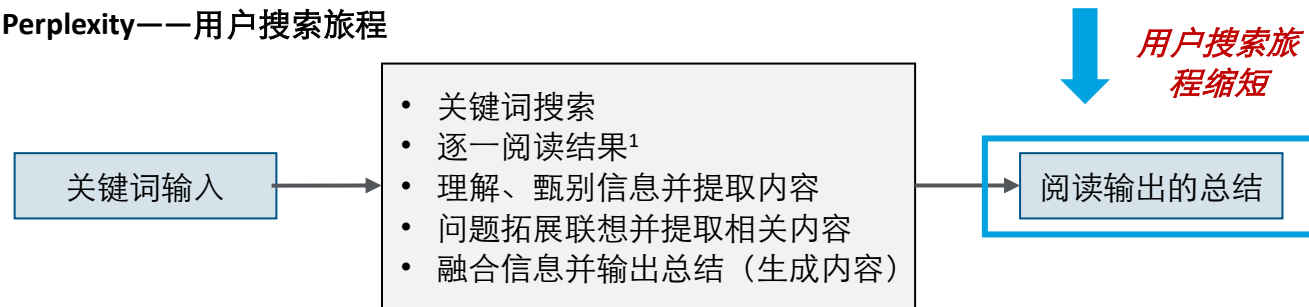 Perplexity——用户搜索旅程
用户搜索旅
程缩短
关键词输入
• 关键词搜索
• 逐一阅读结果¹
• 理解、甄别信息并提取内容
• 问题拓展联想并提取相关内容
• 融合信息并输出总结（生成内容）
阅读输出的总结